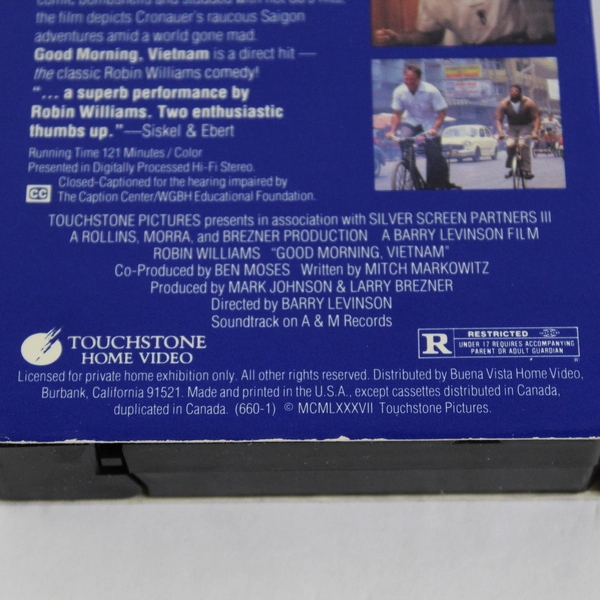 comic bombshells and studded with hot 60's hits,
the film depicts Cronauer's raucous Saigon
adventures amid a world gone mad.
Good Morning, Vietnam is a direct hit —
the classic Robin Williams comedy!
"... a superb performance by
Robin Williams. Two enthusiastic
thumbs up."—Siskel & Ebert
Running Time 121 Minutes / Color
Presented in Digitally Processed Hi-Fi Stereo.
CC Closed-Captioned for the hearing impaired by
The Caption Center/WGBH Educational Foundation.
TOUCHSTONE PICTURES presents in association with SILVER SCREEN PARTNERS III
A ROLLINS, MORRA, and BREZNER PRODUCTION A BARRY LEVINSON FILM
ROBIN WILLIAMS "GOOD MORNING, VIETNAM"
Co-Produced by BEN MOSES Written by MITCH MARKOWITZ
Produced by MARK JOHNSON & LARRY BREZNER
Directed by BARRY LEVINSON
Soundtrack on A & M Records
TOUCHSTONE
HOME VIDEO
R RESTRICTED
UNDER 17 REQUIRES ACCOMPANYING
PARENT OR ADULT GUARDIAN
Licensed for private home exhibition only. All other rights reserved. Distributed by Buena Vista Home Video,
Burbank, California 91521. Made and printed in the U.S.A., except cassettes distributed in Canada,
duplicated in Canada. (660-1) © MCMLXXXVII Touchstone Pictures.